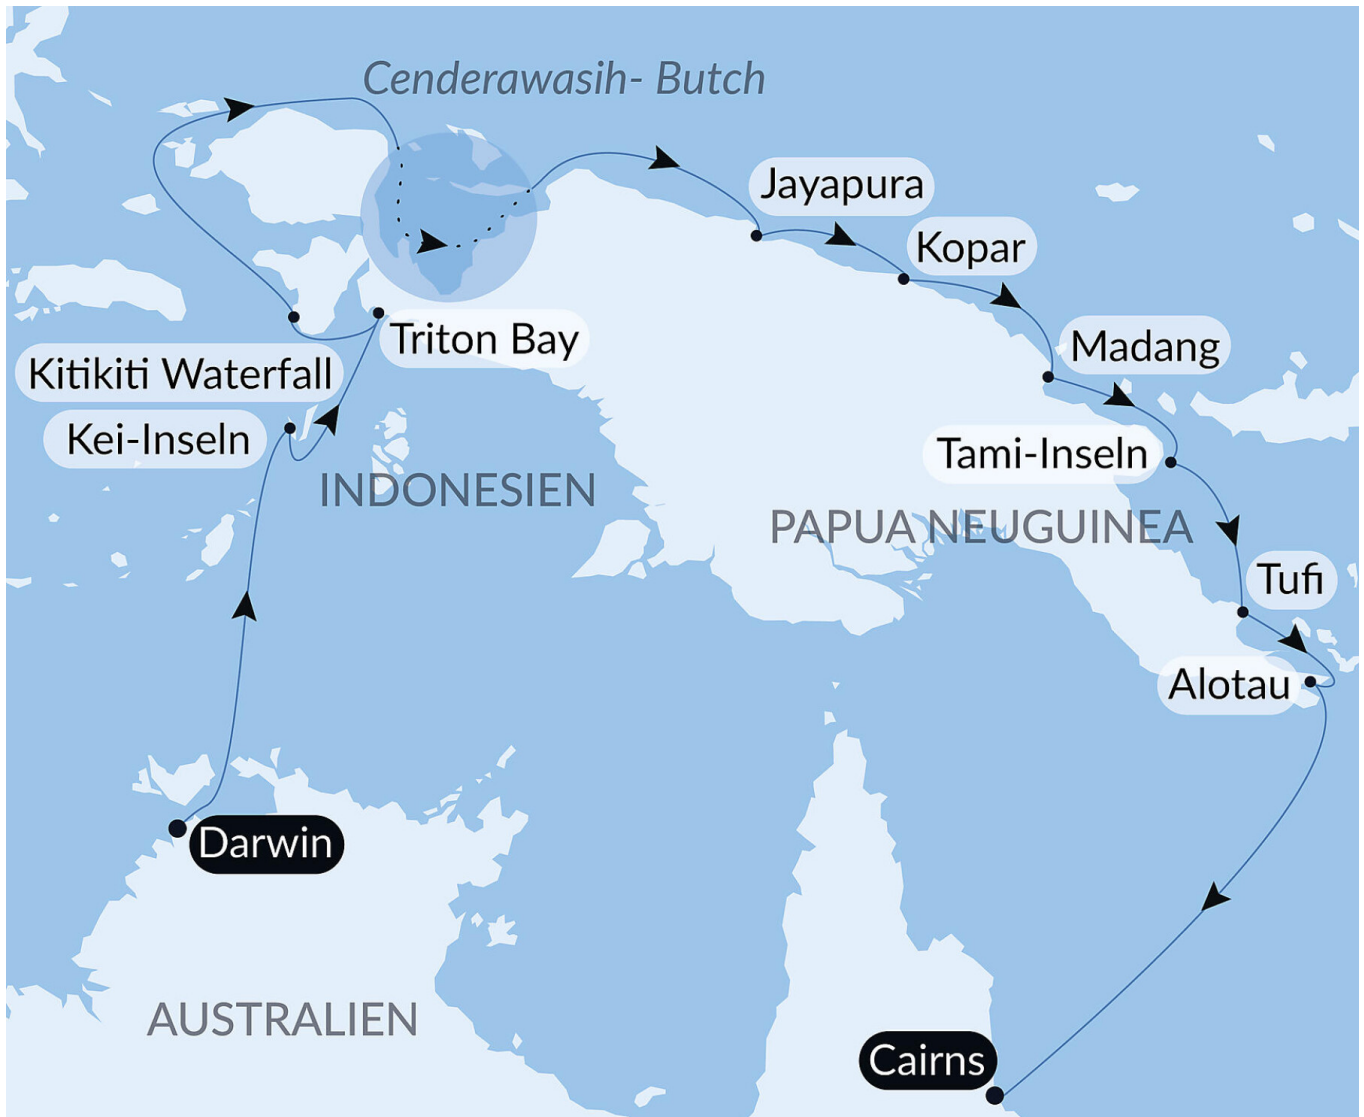 Cenderawasih- Butch
Jayapura
Kopar
Triton Bay
Madang
Kitikiti Waterfall
Kei-Inseln
Tami-Inseln
INDONESIEN
PAPUA NEUGUINEA
Tufi
Alotau
Darwin
AUSTRALIEN
Cairns